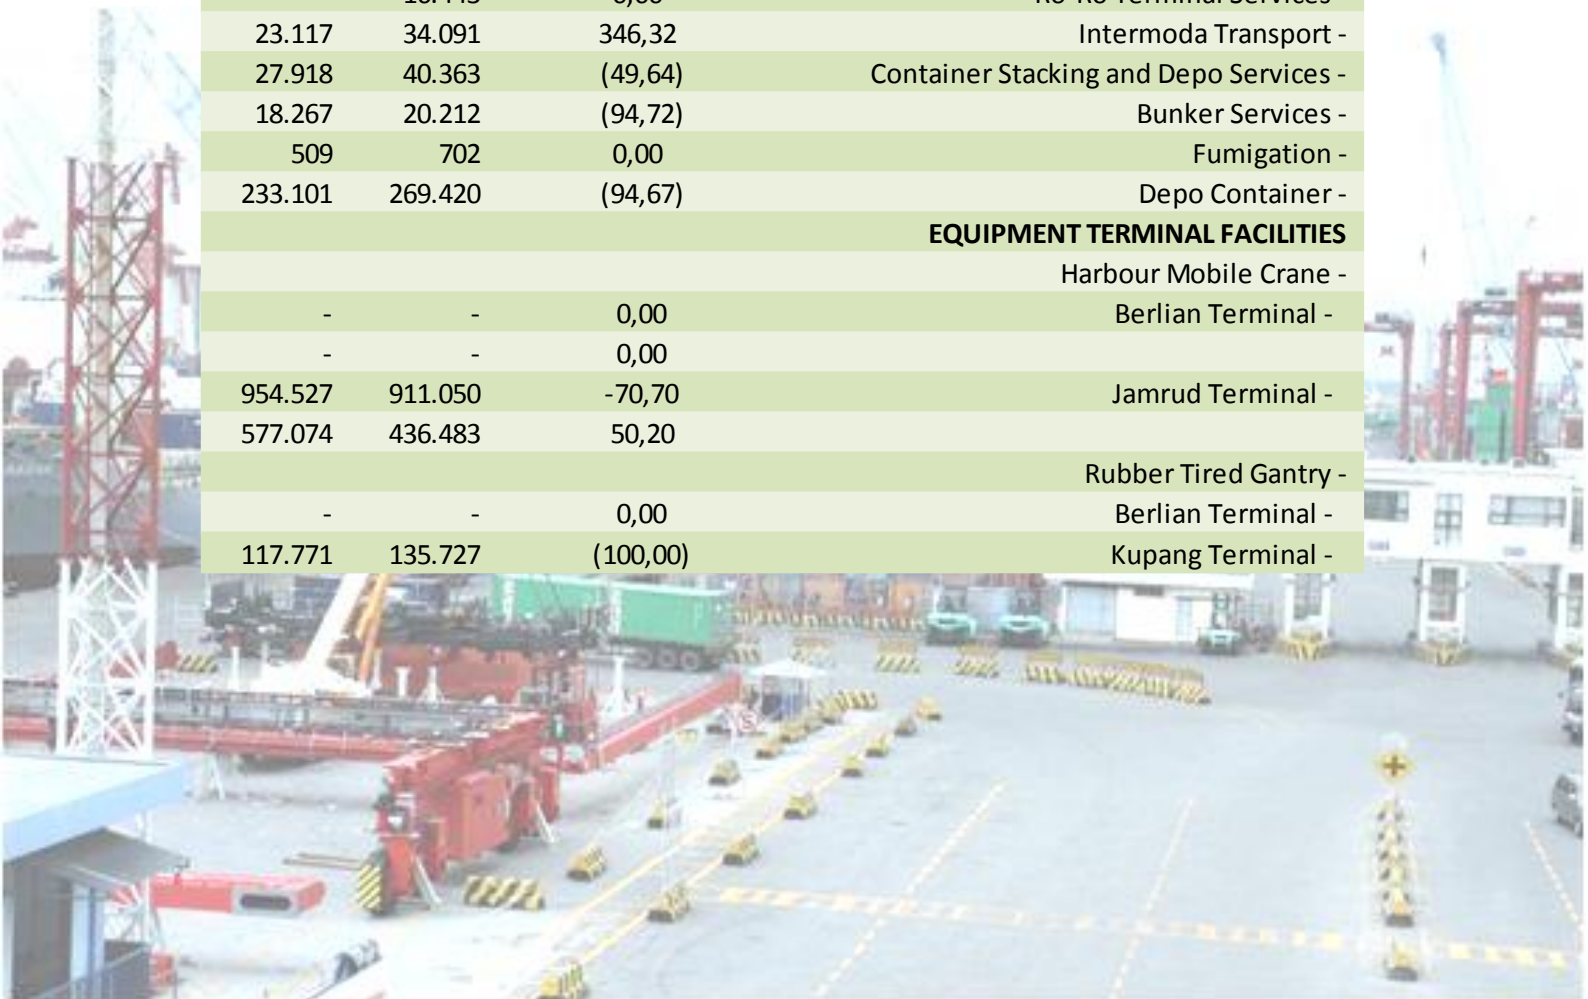 23.117 34.091 346,32 Intermoda Transport -
27.918 40.363 (49,64) Container Stacking and Depo Services -
18.267 20.212 (94,72) Bunker Services -
509 702 0,00 Fumigation -
233.101 269.420 (94,67) Depo Container -
EQUIPMENT TERMINAL FACILITIES
Harbour Mobile Crane -
- - 0,00 Berlian Terminal -
- - 0,00
954.527 911.050 -70,70 Jamrud Terminal -
577.074 436.483 50,20
Rubber Tired Gantry -
- - 0,00 Berlian Terminal -
117.771 135.727 (100,00) Kupang Terminal -